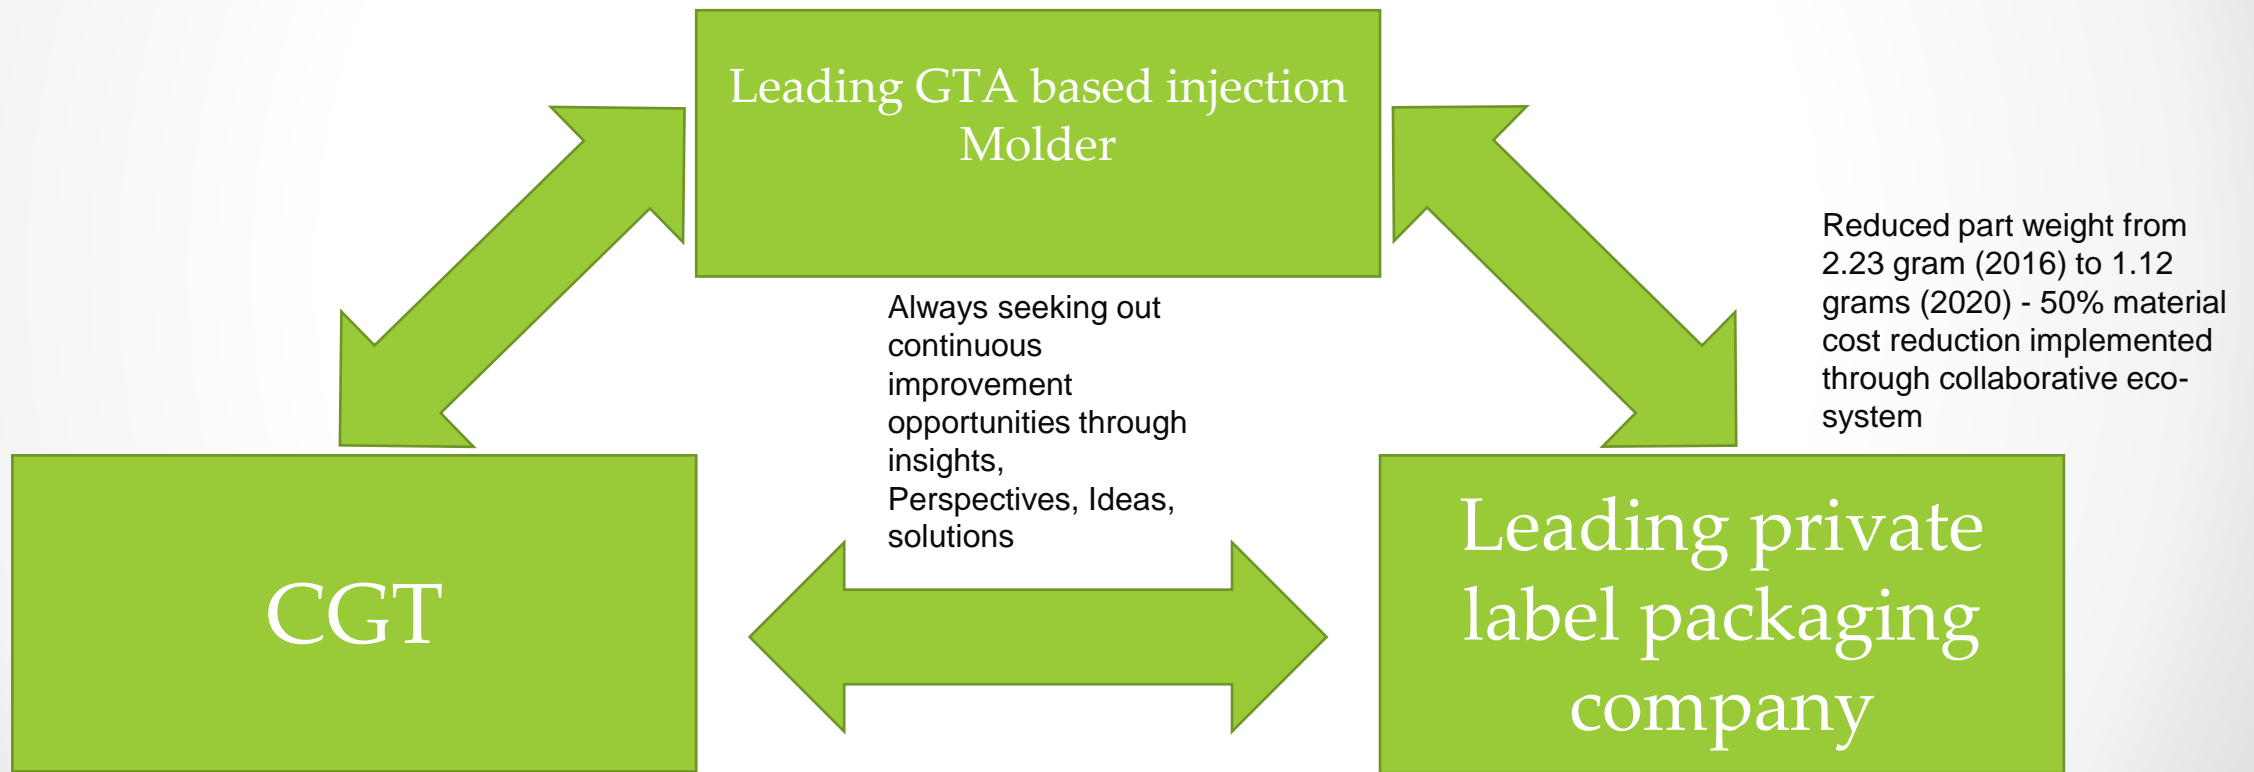 Leading GTA based injection
Molder
Reduced part weight from
2.23 gram (2016) to 1.12
grams (2020) - 50% material
cost reduction implemented
through collaborative eco-
system
Always seeking out
continuous
improvement
opportunities through
insights,
Perspectives, Ideas,
solutions
CGT
Leading private
label packaging
company